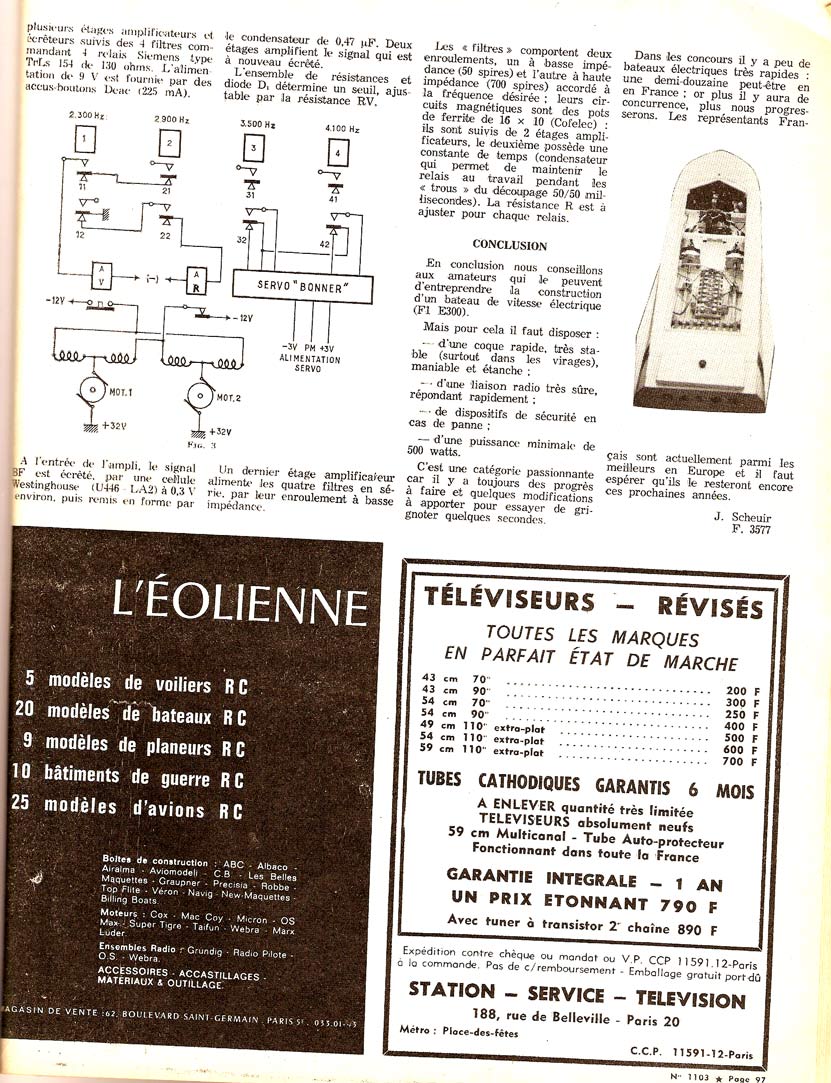 plusieurs étages amplificateurs et
écrêteurs suivis des 4 filtres com-
mandant 4 relais Siemens type
TrLs 154 de 130 ohms. L'alimen-
tation de 9 V est fournie par des
accus-boutons Deac (225 mA).
le condensateur de 0,47 µF. Deux
étages amplifient le signal qui est
à nouveau écrêté.
L'ensemble de résistances et
diode D, détermine un seuil, ajus-
table par la résistance RV.
2.300 Hz
2.900 Hz
3.500 Hz
4.100 Hz
1
2
3
4
11
21
31
41
12
22
32
42
A
V
(-)
A
R
SERVO "BONNER"
-12V
-12V
-3V PM +3V
ALIMENTATION
SERVO
MOT.1
MOT.2
+32V
+32V
FIG. 3
A l'entrée de l'ampli, le signal
BF est écrêté, par une cellule
Westinghouse (U446 - LA2) à 0,3 V
environ, puis remis en forme par
Un dernier étage amplificateur
alimente les quatre filtres en sé-
rie, par leur enroulement à basse
impédance.
Les « filtres » comportent deux
enroulements, un à basse impé-
dance (50 spires) et l'autre à haute
impédance (700 spires) accordé à
la fréquence désirée ; leurs cir-
cuits magnétiques sont des pots
de ferrite de 16 × 10 (Cofelec) ;
ils sont suivis de 2 étages ampli-
ficateurs, le deuxième possède une
constante de temps (condensateur
qui permet de maintenir le
relais au travail pendant les
« trous » du découpage 50/50 mil-
lisecondes). La résistance R est à
ajuster pour chaque relais.
CONCLUSION
En conclusion nous conseillons
aux amateurs qui le peuvent
d'entreprendre la construction
d'un bateau de vitesse électrique
(F1 E300).
Mais pour cela il faut disposer :
— d'une coque rapide, très sta-
ble (surtout dans les virages),
maniable et étanche ;
— d'une liaison radio très sûre,
répondant rapidement ;
— de dispositifs de sécurité en
cas de panne ;
— d'une puissance minimale de
500 watts.
C'est une catégorie passionnante
car il y a toujours des progrès
à faire et quelques modifications
à apporter pour essayer de gri-
gnoter quelques secondes.
Dans les concours il y a peu de
bateaux électriques très rapides :
une demi-douzaine peut-être en
en France ; or plus il y aura de
concurrence, plus nous progres-
serons. Les représentants Fran-
çais sont actuellement parmi les
meilleurs en Europe et il faut
espérer qu'ils le resteront encore
ces prochaines années.
J. Scheuir
F. 3577
L'ÉOLIENNE
5 modèles de voiliers R C
20 modèles de bateaux R C
9 modèles de planeurs R C
10 bâtiments de guerre R C
25 modèles d'avions R C
Boîtes de construction : ABC - Albaco -
Airalma - Aviomodeli - C.B - Les Belles
Maquettes - Graupner - Precisia - Robbe -
Top Flite - Véron - Navig - New-Maquettes -
Billing Boats.
Moteurs : Cox - Mac Coy - Micron - OS
Max - Super Tigre - Taifun - Webra - Marx
Luder.
Ensembles Radio : Grundig - Radio Pilote -
O.S. - Webra.
ACCESSOIRES - ACCASTILLAGES -
MATERIAUX & OUTILLAGE.
MAGASIN DE VENTE : 62, BOULEVARD SAINT-GERMAIN, PARIS 5e.
TÉLÉVISEURS — RÉVISÉS
TOUTES LES MARQUES
EN PARFAIT ÉTAT DE MARCHE
43 cm 70° .......... 200 F
43 cm 90° .......... 300 F
54 cm 70° .......... 250 F
54 cm 90° .......... 400 F
49 cm 110° extra-plat .......... 500 F
54 cm 110° extra-plat .......... 600 F
59 cm 110° extra-plat .......... 700 F
TUBES CATHODIQUES GARANTIS 6 MOIS
A ENLEVER quantité très limitée
TELEVISEURS absolument neufs
59 cm Multicanal - Tube Auto-protecteur
Fonctionnant dans toute la France
GARANTIE INTEGRALE — 1 AN
UN PRIX ETONNANT 790 F
Avec tuner à transistor 2e chaîne 890 F
Expédition contre chèque ou mandat ou V.P. CCP 11591.12-Paris
à la commande. Pas de c/remboursement - Emballage gratuit port dû
STATION — SERVICE — TELEVISION
188, rue de Belleville - Paris 20
Métro : Place-des-fêtes
C.C.P. 11591-12-Paris
N° 1103 ★ Page 97